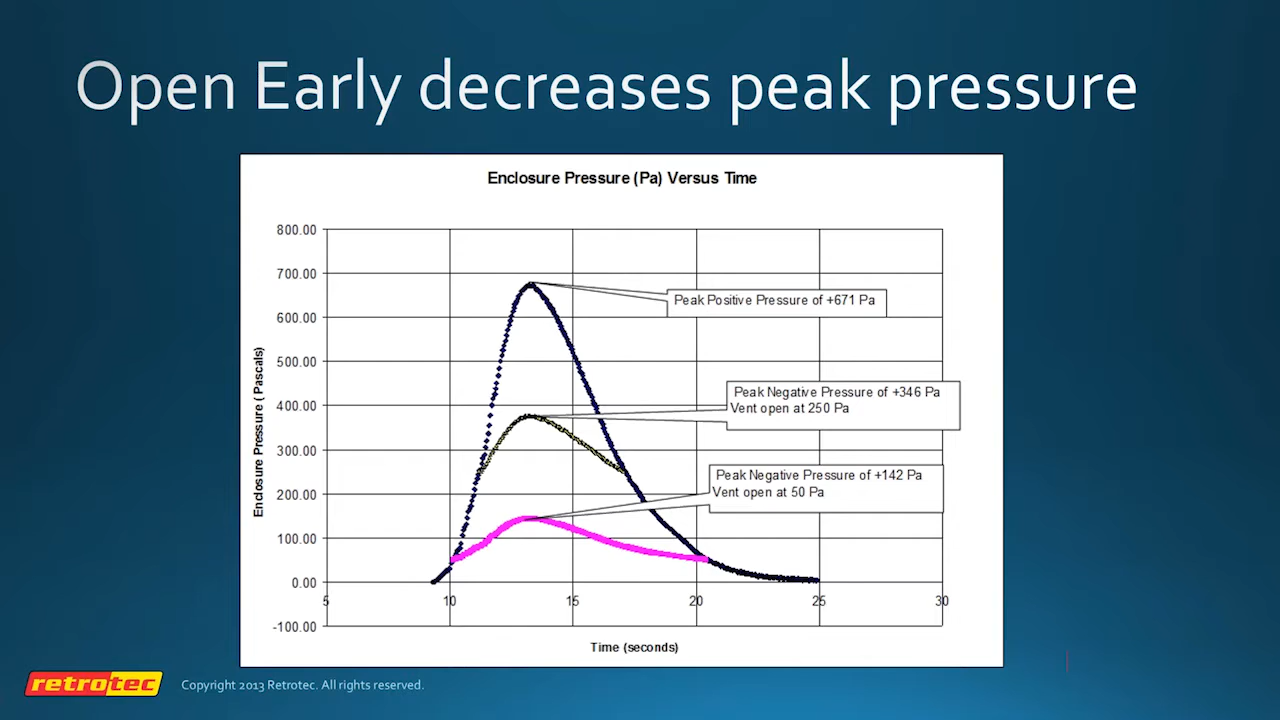 Open Early decreases peak pressure
Enclosure Pressure (Pa) Versus Time
800.00
700.00
600.00
500.00
400.00
300.00
200.00
100.00
0.00
-100.00
Enclosure Pressure ( Pascals)
Peak Positive Pressure of +671 Pa
Peak Negative Pressure of +346 Pa
Vent open at 250 Pa
Peak Negative Pressure of +142 Pa
Vent open at 50 Pa
5 10 15 20 25 30
Time (seconds)
retrotec
Copyright 2013 Retrotec. All rights reserved.